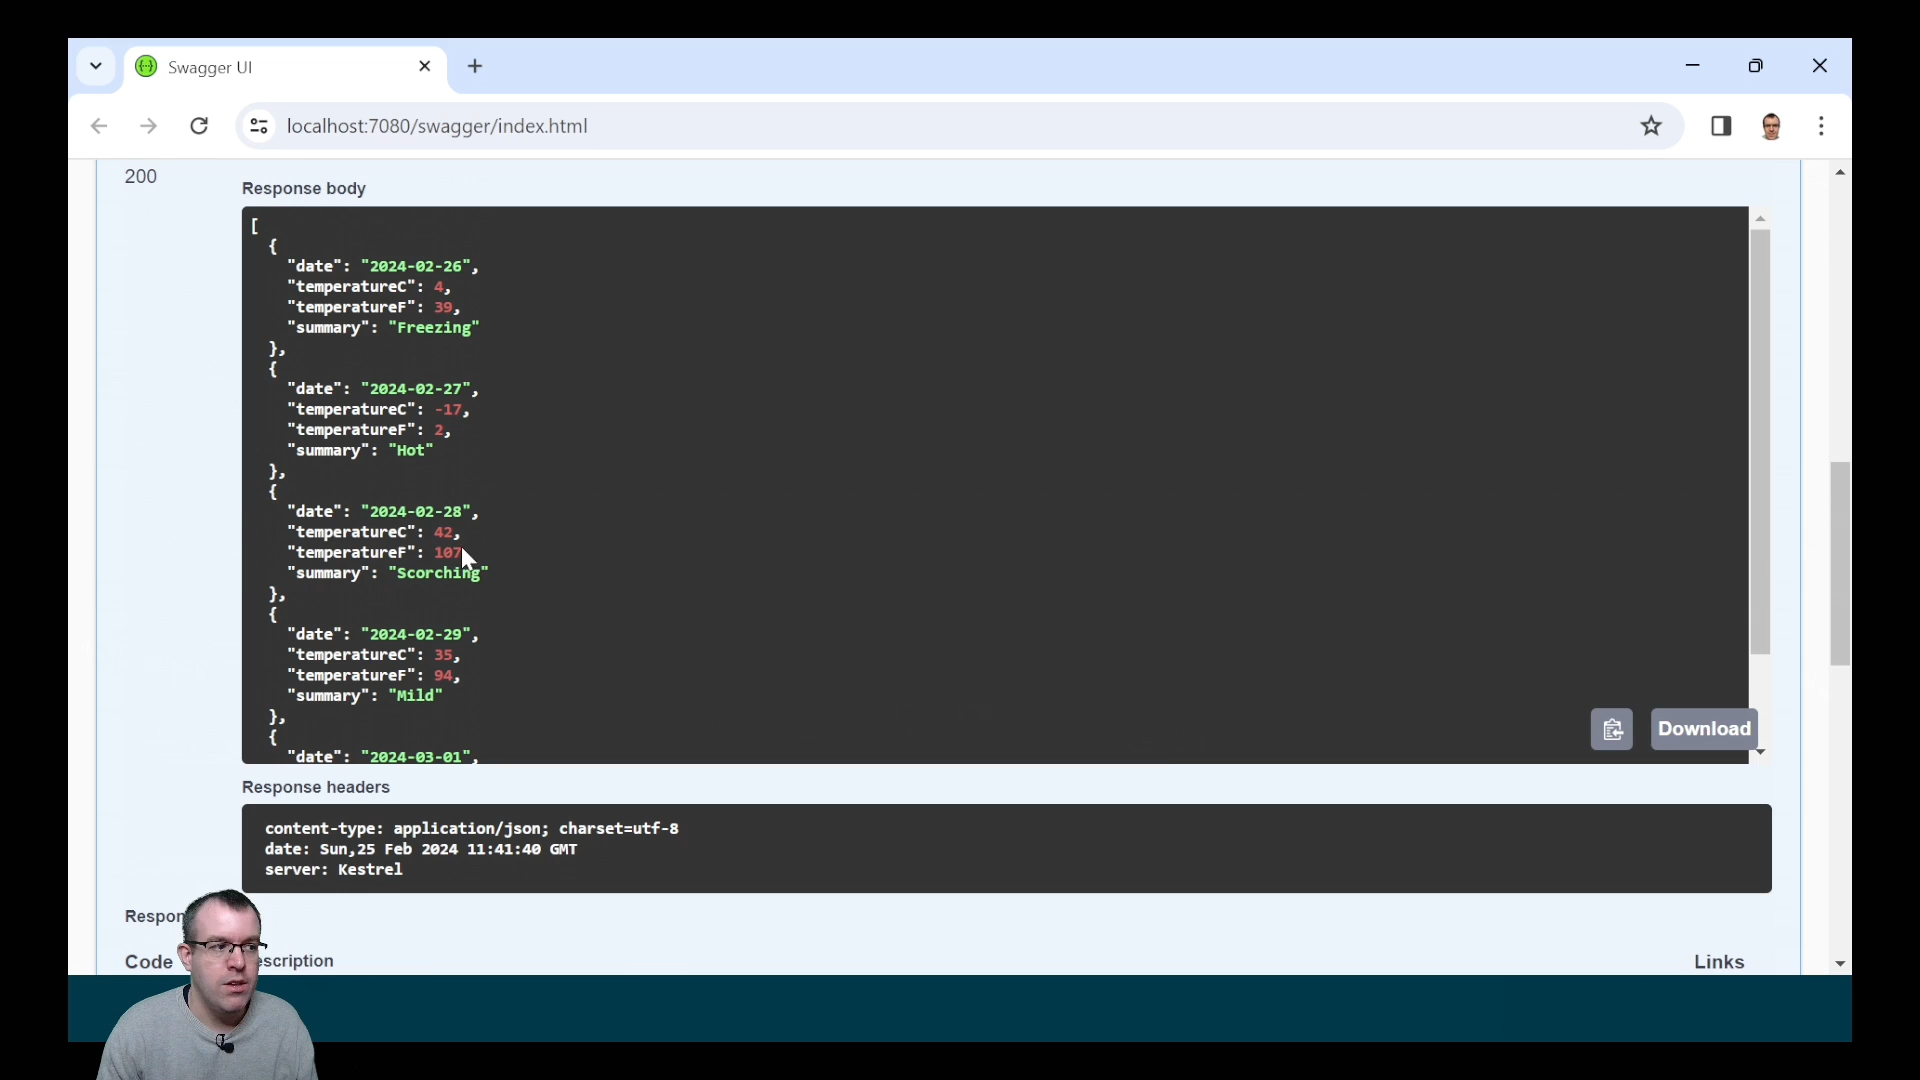 Swagger UI
localhost:7080/swagger/index.html
200
Response body
[
{
"date": "2024-02-26",
"temperatureC": 4,
"temperatureF": 39,
"summary": "Freezing"
},
{
"date": "2024-02-27",
"temperatureC": -17,
"temperatureF": 2,
"summary": "Hot"
},
{
"date": "2024-02-28",
"temperatureC": 42,
"temperatureF": 107
"summary": "Scorching"
},
{
"date": "2024-02-29",
"temperatureC": 35,
"temperatureF": 94,
"summary": "Mild"
},
{
"date": "2024-03-01",
Download
Response headers
content-type: application/json; charset=utf-8
date: Sun,25 Feb 2024 11:41:40 GMT
server: Kestrel
Respon
Code escription Links